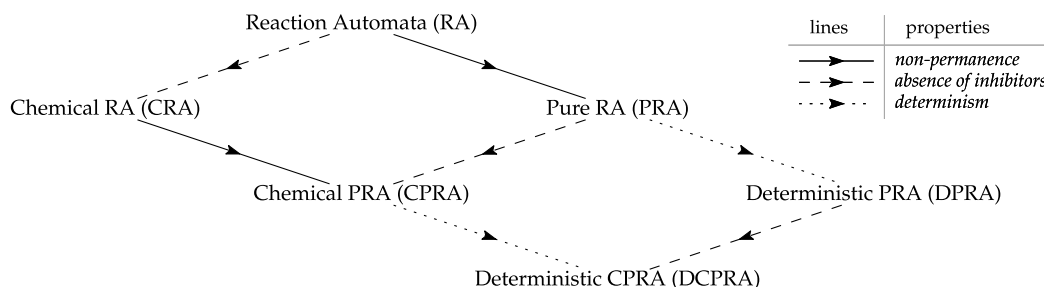 Reaction Automata (RA)
lines properties
non-permanence
absence of inhibitors
determinism
Chemical RA (CRA) Pure RA (PRA)
Chemical PRA (CPRA) Deterministic PRA (DPRA)
Deterministic CPRA (DCPRA)